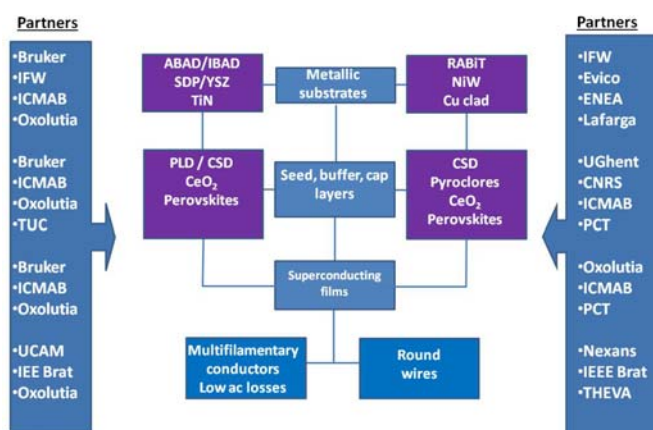 Partners
•Bruker
•IFW
•ICMAB
•Oxolutia
•Bruker
•ICMAB
•Oxolutia
•TUC
•Bruker
•ICMAB
•Oxolutia
•UCAM
•IEE Brat
•Oxolutia
ABAD/IBAD
SDP/YSZ
TiN
Metallic
substrates
RABiT
NiW
Cu clad
PLD / CSD
CeO₂
Perovskites
Seed, buffer, cap
layers
CSD
Pyroclores
CeO₂
Perovskites
Superconducting
films
Multifilamentary
conductors
Low ac losses
Round
wires
Partners
•IFW
•Evico
•ENEA
•Lafarga
•UGhent
•CNRS
•ICMAB
•PCT
•Oxolutia
•ICMAB
•PCT
•Nexans
•IEEE Brat
•THEVA